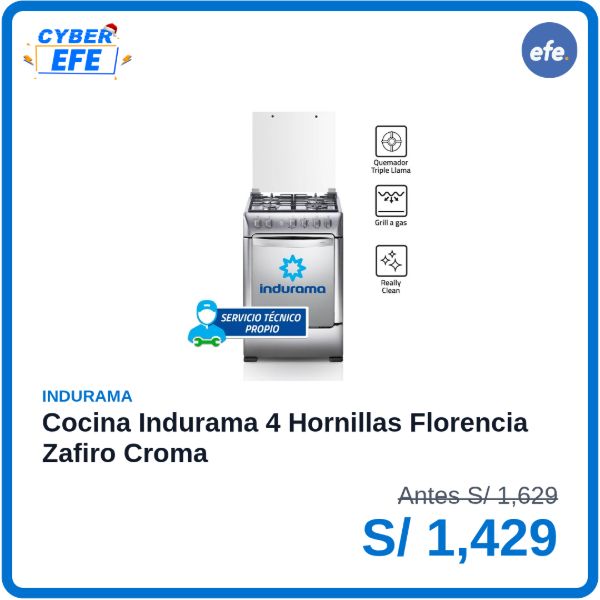 CYBER
EFE
efe.
Quemador
Triple Llama
Grill a gas
Really
Clean
indurama
SERVICIO TÉCNICO
PROPIO
INDURAMA
Cocina Indurama 4 Hornillas Florencia
Zafiro Croma
Antes S/ 1,629
S/ 1,429